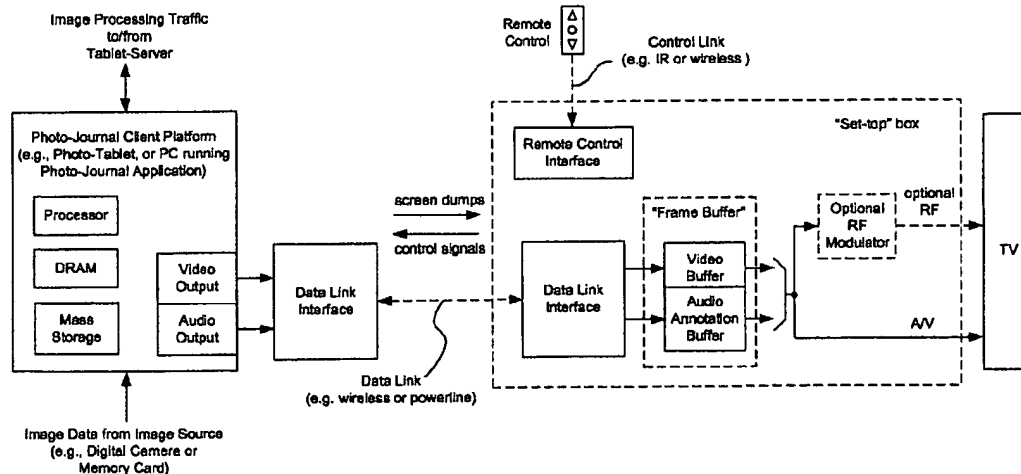 Image Processing Traffic
to/from
Tablet-Server
Remote
Control
Control Link
(e.g. IR or wireless )
Photo-Journal Client Platform
(e.g., Photo-Tablet, or PC running
Photo-Journal Application)
Processor
DRAM
Mass
Storage
Video
Output
Audio
Output
screen dumps
control signals
Data Link
Interface
Data Link
(e.g. wireless or powerline)
"Set-top" box
Remote Control
Interface
Data Link
Interface
"Frame Buffer"
Video
Buffer
Audio
Annotation
Buffer
Optional
RF
Modulator
optional
RF
A/V
TV
Image Data from Image Source
(e.g., Digital Camera or
Memory Card)